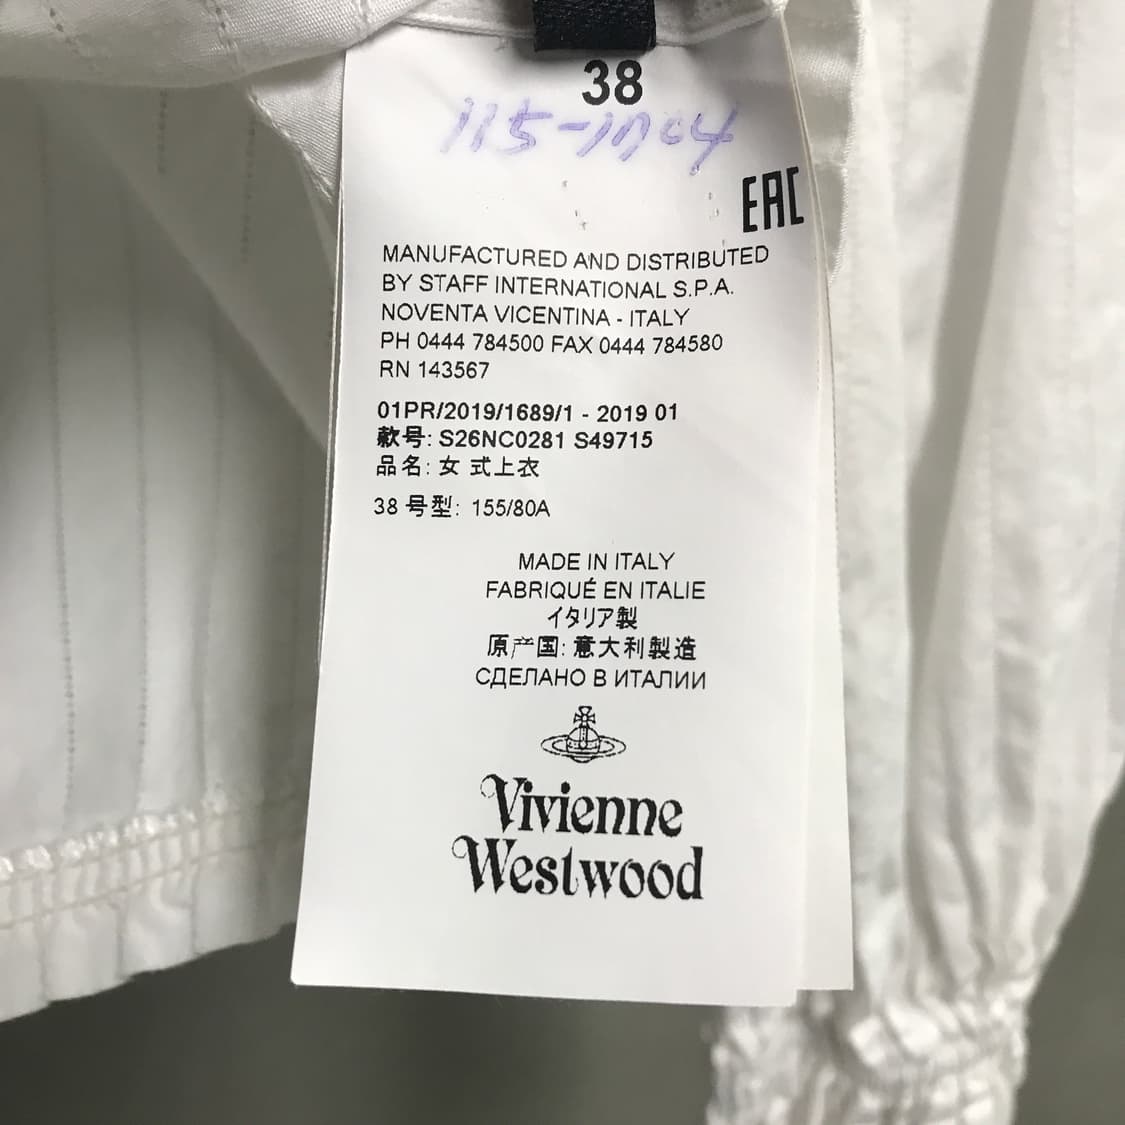 38
EAC
MANUFACTURED AND DISTRIBUTED
BY STAFF INTERNATIONAL S.P.A.
NOVENTA VICENTINA - ITALY
PH 0444 784500 FAX 0444 784580
RN 143567
01PR/2019/1689/1 - 2019 01
款号: S26NC0281 S49715
品名: 女 式上衣
38 号型: 155/80A
MADE IN ITALY
FABRIQUÉ EN ITALIE
イタリア製
原产国: 意大利製造
СДЕЛАНО В ИТАЛИИ
Vivienne
Westwood